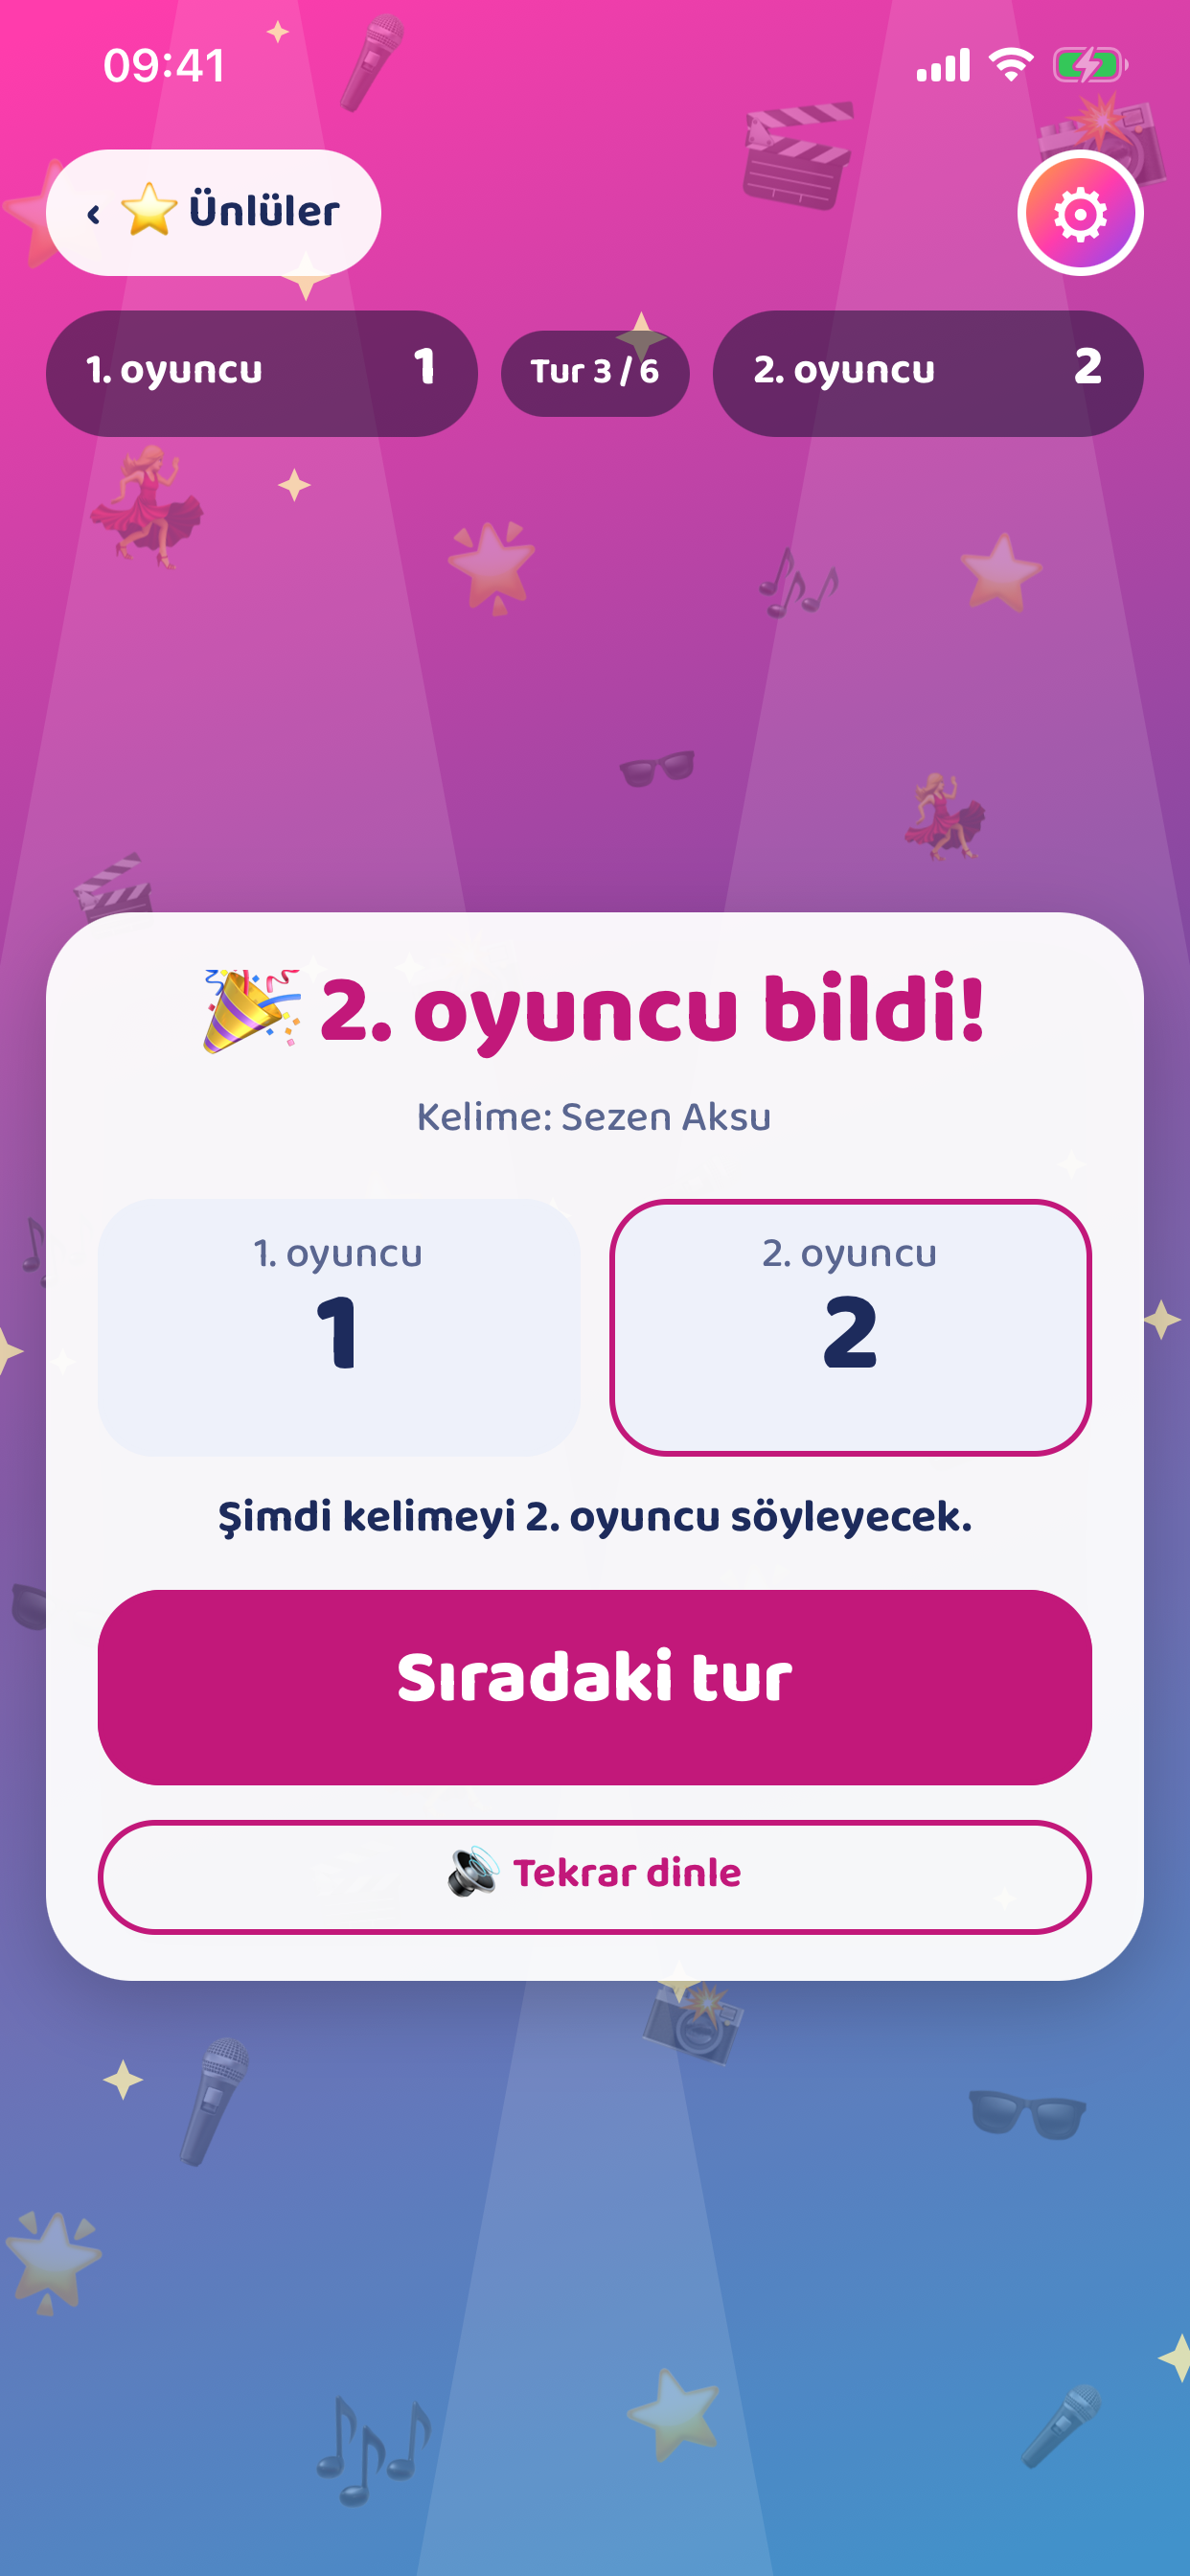 09:41
‹ ⭐ Ünlüler
1. oyuncu 1
Tur 3 / 6
2. oyuncu 2
🎉 2. oyuncu bildi!
Kelime: Sezen Aksu
1. oyuncu
1
2. oyuncu
2
Şimdi kelimeyi 2. oyuncu söyleyecek.
Sıradaki tur
🔊 Tekrar dinle